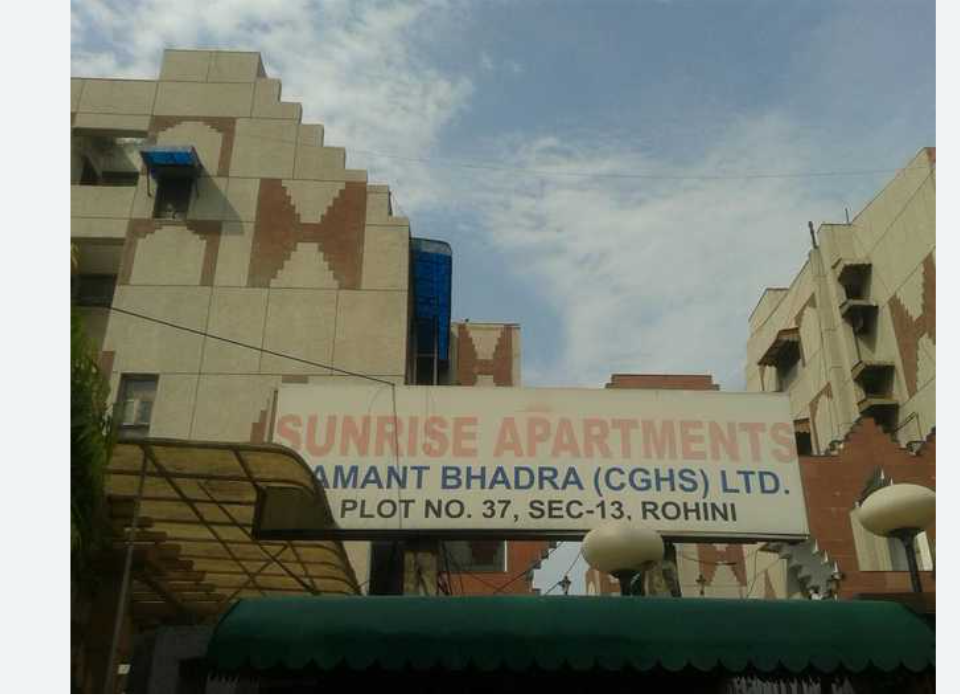 SUNRISE APARTMENTS
AMANT BHADRA (CGHS) LTD.
PLOT NO. 37, SEC-13, ROHINI